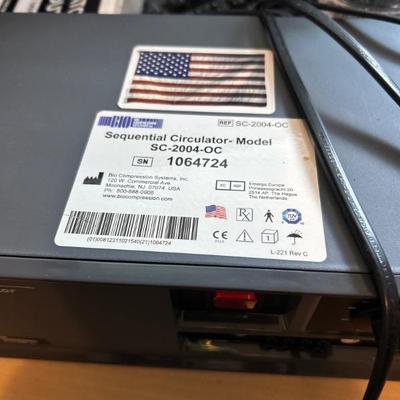 BIO
REF SC-2004-OC
Sequential Circulator- Model
SC-2004-OC
SN 1064724
Bio Compression Systems, Inc.
120 W. Commercial Ave.
Moonachie, NJ 07074 USA
Ph: 800-888-0908
www.biocompression.com
EC REP
Emergo Europe
Prinsessegracht 20
2514 AP, The Hague
The Netherlands
(01)00812311021540(21)1064724
L-221 Rev C